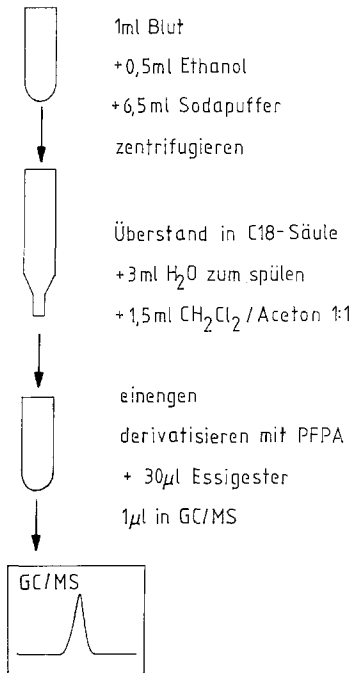 1ml Blut
+0,5ml Ethanol
+6,5ml Sodapuffer
zentrifugieren
Überstand in C18-Säule
+3ml H₂O zum spülen
+1,5ml CH₂Cl₂/Aceton 1:1
einengen
derivatisieren mit PFPA
+ 30µl Essigester
1µl in GC/MS
GC/MS